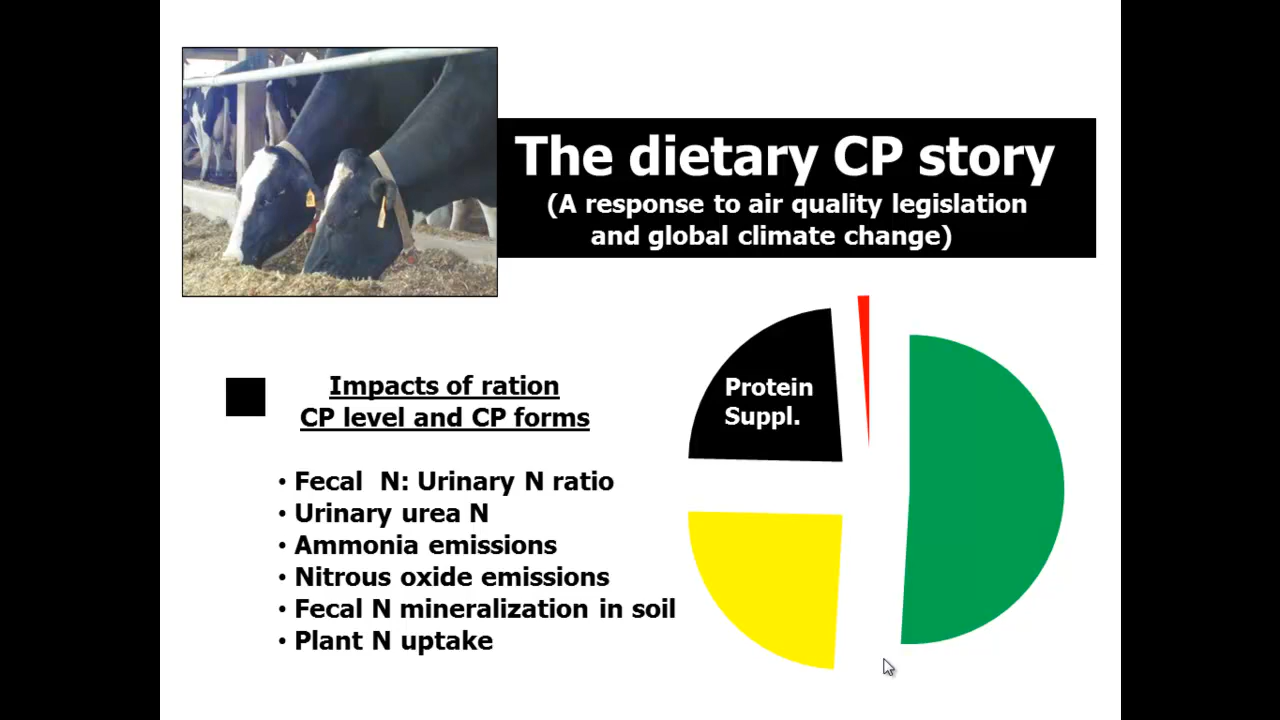 The dietary CP story
(A response to air quality legislation
and global climate change)
Protein
Suppl.
Impacts of ration
CP level and CP forms
• Fecal N: Urinary N ratio
• Urinary urea N
• Ammonia emissions
• Nitrous oxide emissions
• Fecal N mineralization in soil
• Plant N uptake